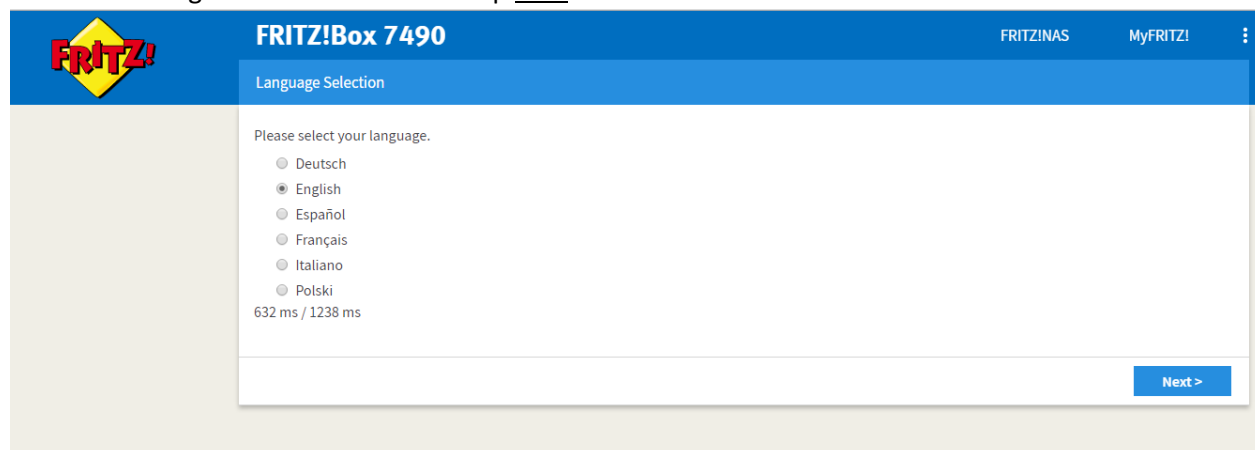 FRITZ!
FRITZ!Box 7490
FRITZ!NAS
MyFRITZ!
Language Selection
Please select your language.
Deutsch
English
Español
Français
Italiano
Polski
632 ms / 1238 ms
Next >